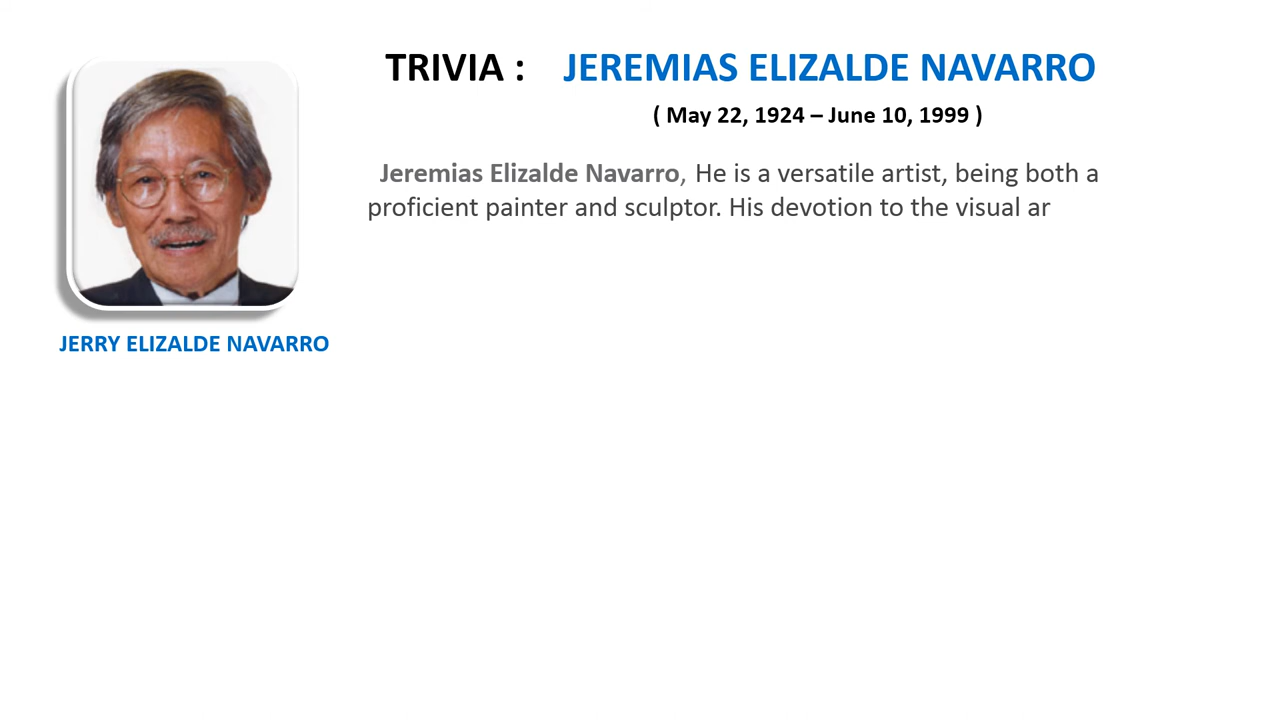 TRIVIA : JEREMIAS ELIZALDE NAVARRO
( May 22, 1924 – June 10, 1999 )
Jeremias Elizalde Navarro, He is a versatile artist, being both a
proficient painter and sculptor. His devotion to the visual ar
JERRY ELIZALDE NAVARRO